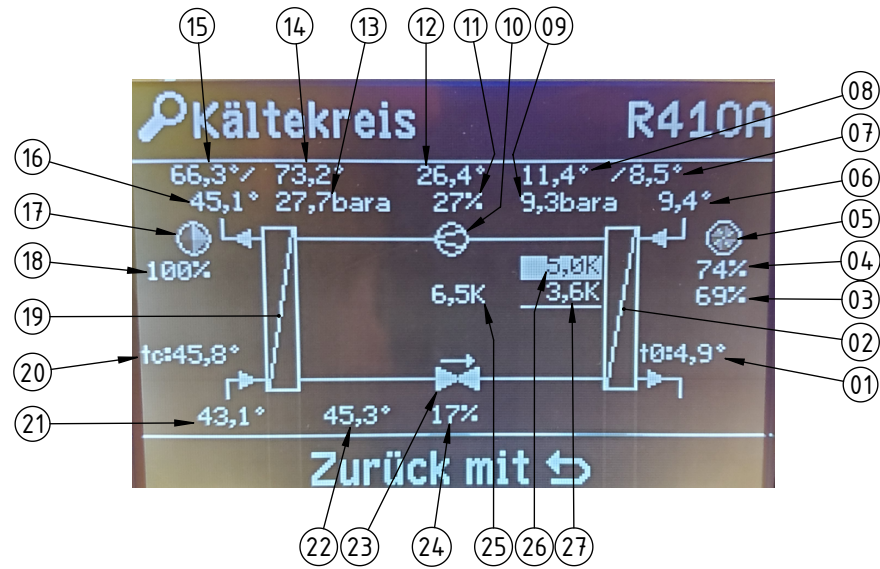 15 14 13 12 11 10 09
08
07
Kältekreis R410A
66,3°/ 73,2° 26,4° 11,4° /8,5°
16 06
45,1° 27,7bara 27% 9,3bara 9,4°
17 05
18 100% 5,0K 74% 04
6,5K 3,6K 69% 03
19 02
20 tc:45,8° t0:4,9° 01
21 43,1° 45,3° 17%
Zurück mit
22 23 24 25 26 27